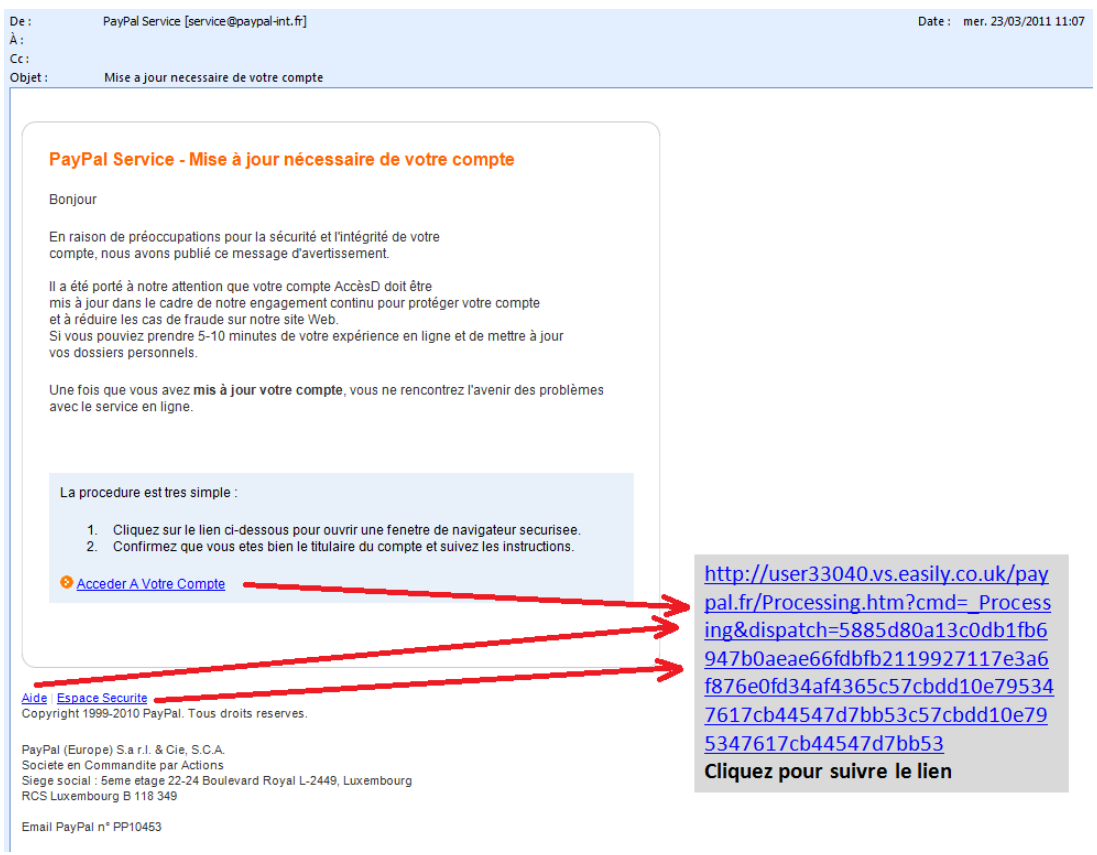 De : PayPal Service [service@paypal-int.fr] Date : mer. 23/03/2011 11:07
À :
Cc :
Objet : Mise a jour necessaire de votre compte
PayPal Service - Mise à jour nécessaire de votre compte
Bonjour
En raison de préoccupations pour la sécurité et l'intégrité de votre
compte, nous avons publié ce message d'avertissement.
Il a été porté à notre attention que votre compte AccèsD doit être
mis à jour dans le cadre de notre engagement continu pour protéger votre compte
et à réduire les cas de fraude sur notre site Web.
Si vous pouviez prendre 5-10 minutes de votre expérience en ligne et de mettre à jour
vos dossiers personnels.
Une fois que vous avez mis à jour votre compte, vous ne rencontrez l'avenir des problèmes
avec le service en ligne.
La procedure est tres simple :
1. Cliquez sur le lien ci-dessous pour ouvrir une fenetre de navigateur securisee.
2. Confirmez que vous etes bien le titulaire du compte et suivez les instructions.
Acceder A Votre Compte
http://user33040.vs.easily.co.uk/pay
pal.fr/Processing.htm?cmd=_Process
ing&dispatch=5885d80a13c0db1fb6
947b0aeae66fdbfb2119927117e3a6
f876e0fd34af4365c57cbdd10e79534
7617cb44547d7bb53c57cbdd10e79
5347617cb44547d7bb53
Cliquez pour suivre le lien
Aide | Espace Securite
Copyright 1999-2010 PayPal. Tous droits reserves.
PayPal (Europe) S.a r.l. & Cie, S.C.A.
Societe en Commandite par Actions
Siege social : 5eme etage 22-24 Boulevard Royal L-2449, Luxembourg
RCS Luxembourg B 118 349
Email PayPal n° PP10453